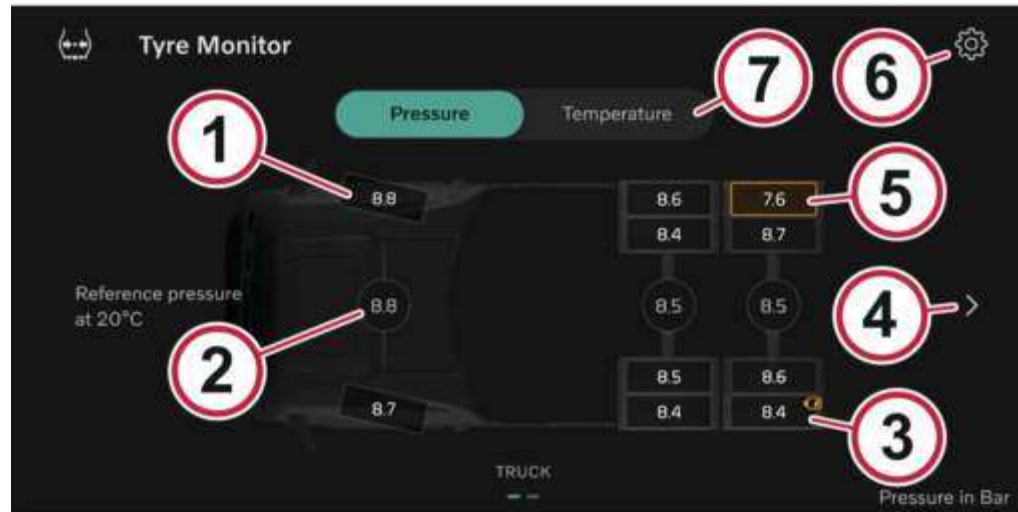 Tyre Monitor
6
7
Pressure Temperature
1
8.8 8.6 7.6
5
8.4 8.7
Reference pressure
at 20°C
8.8 8.5 8.5
4
2
8.5 8.6
8.7 8.4 8.4
3
TRUCK
Pressure in Bar